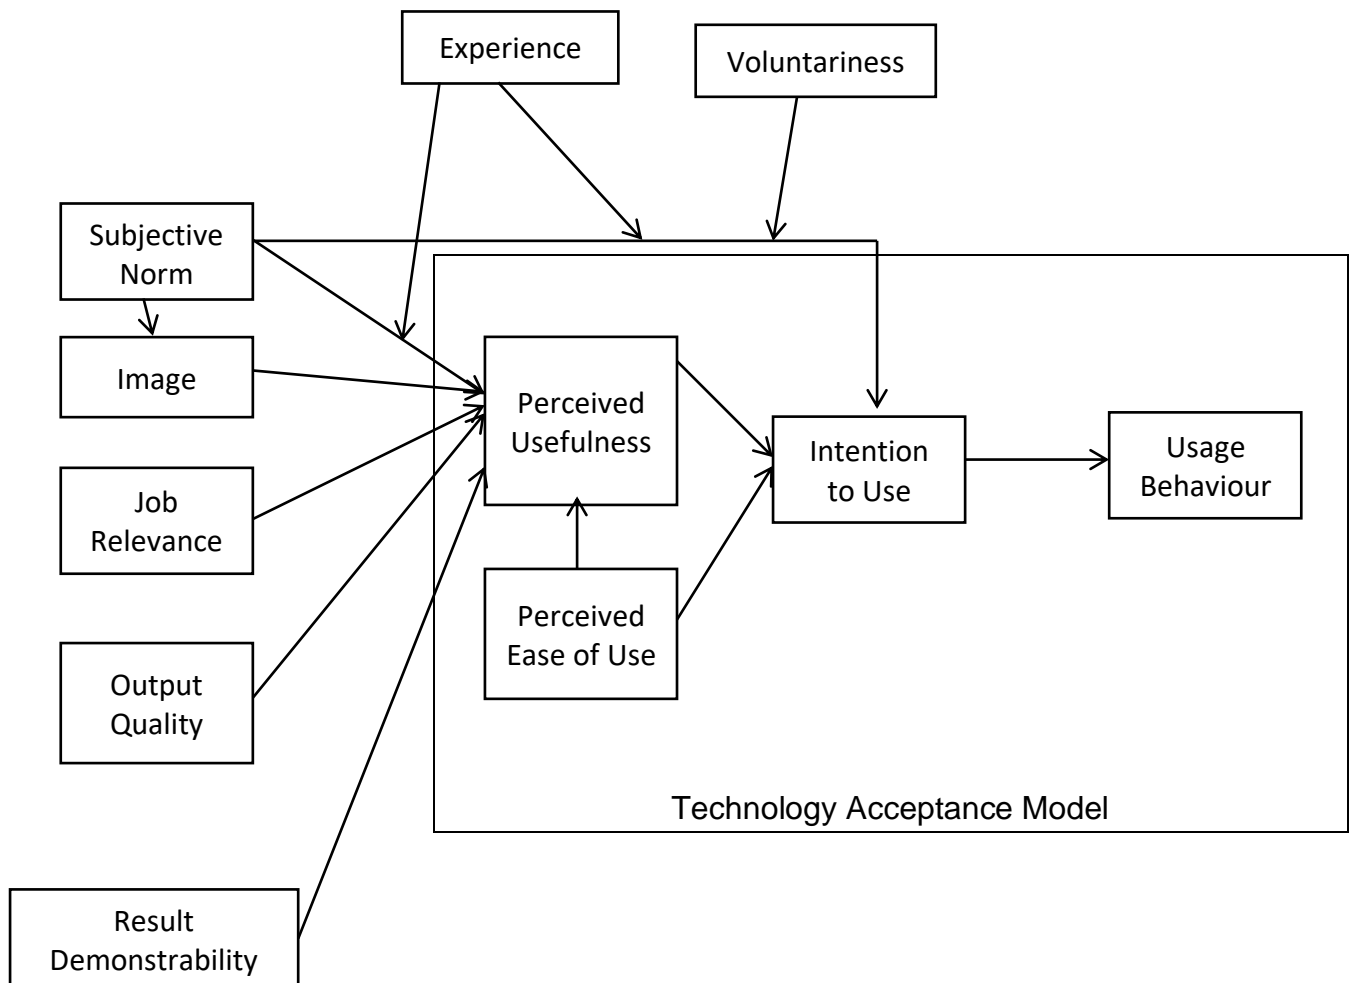 Experience
Voluntariness
Subjective
Norm
Image
Job
Relevance
Output
Quality
Result
Demonstrability
Perceived
Usefulness
Perceived
Ease of Use
Intention
to Use
Usage
Behaviour
Technology Acceptance Model